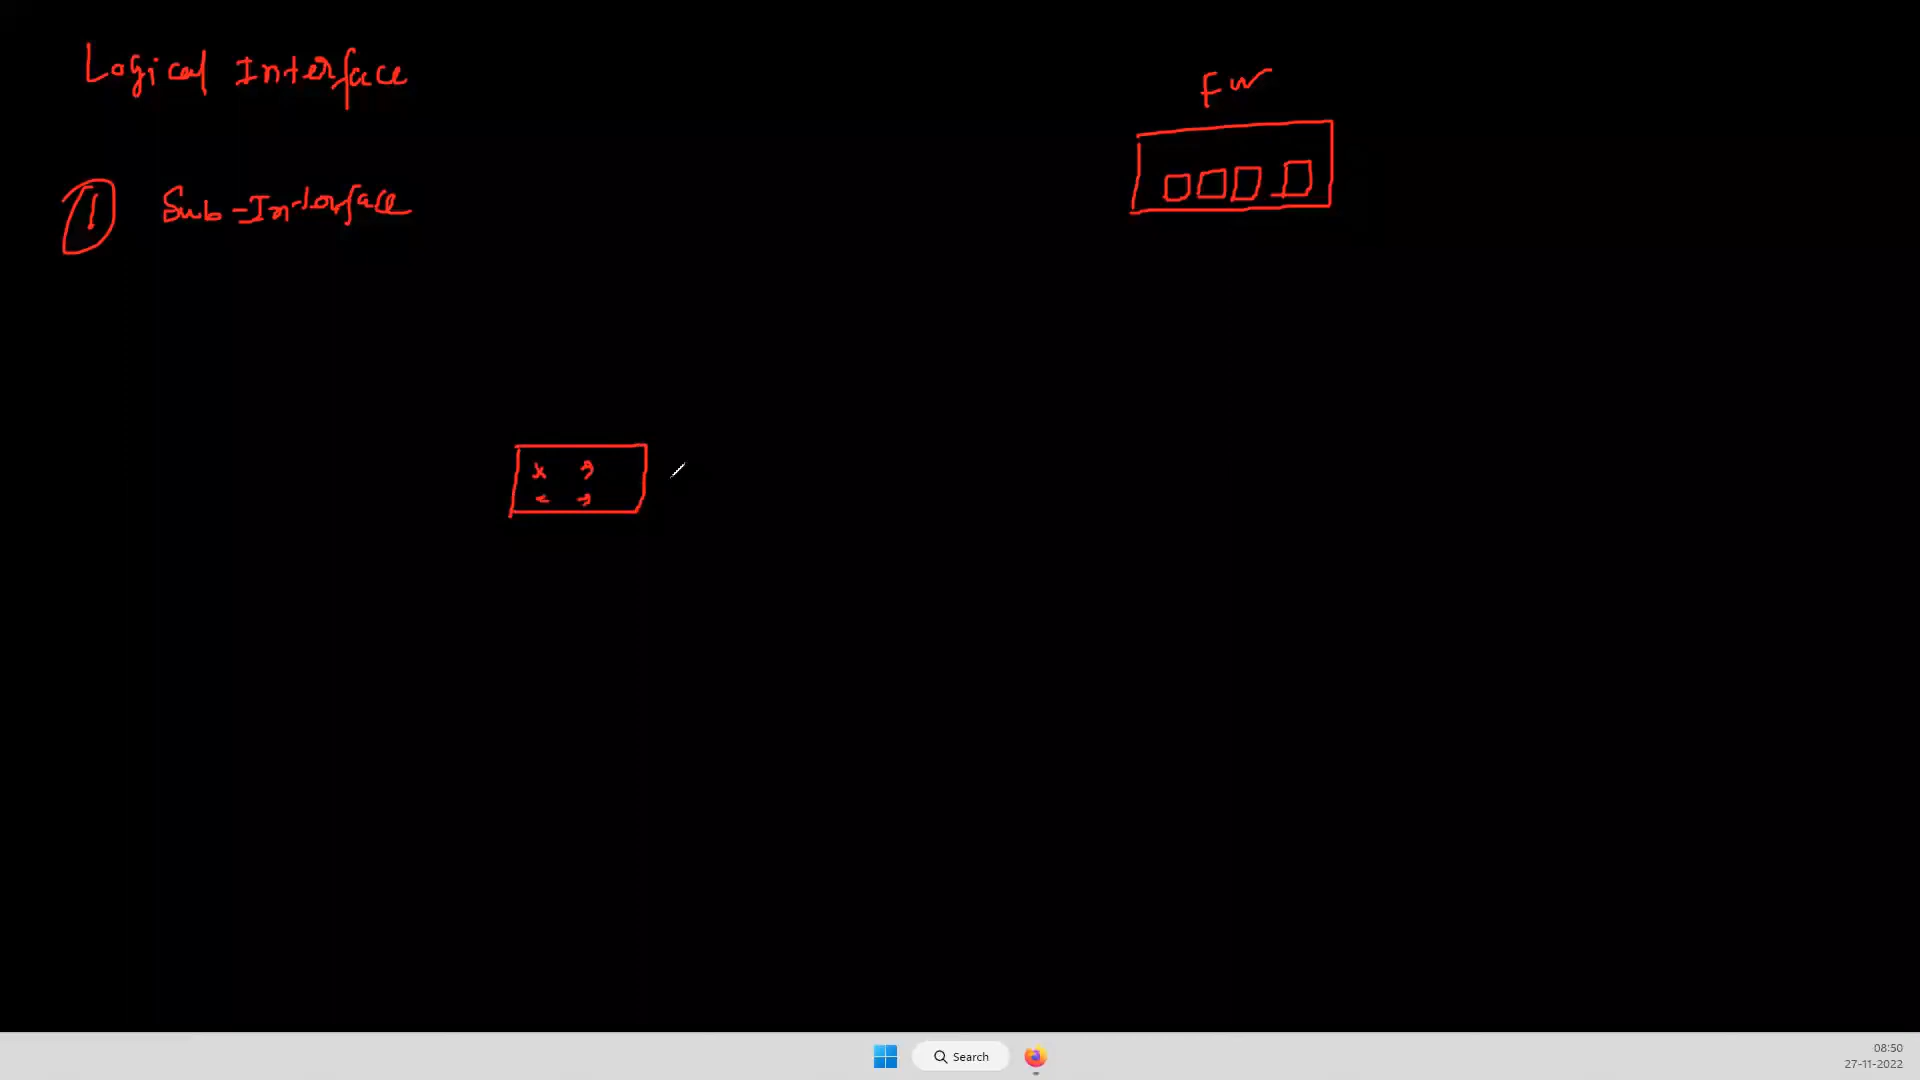 Logical Interface
FW
1 Sub-Interface
Search
08:50
27-11-2022